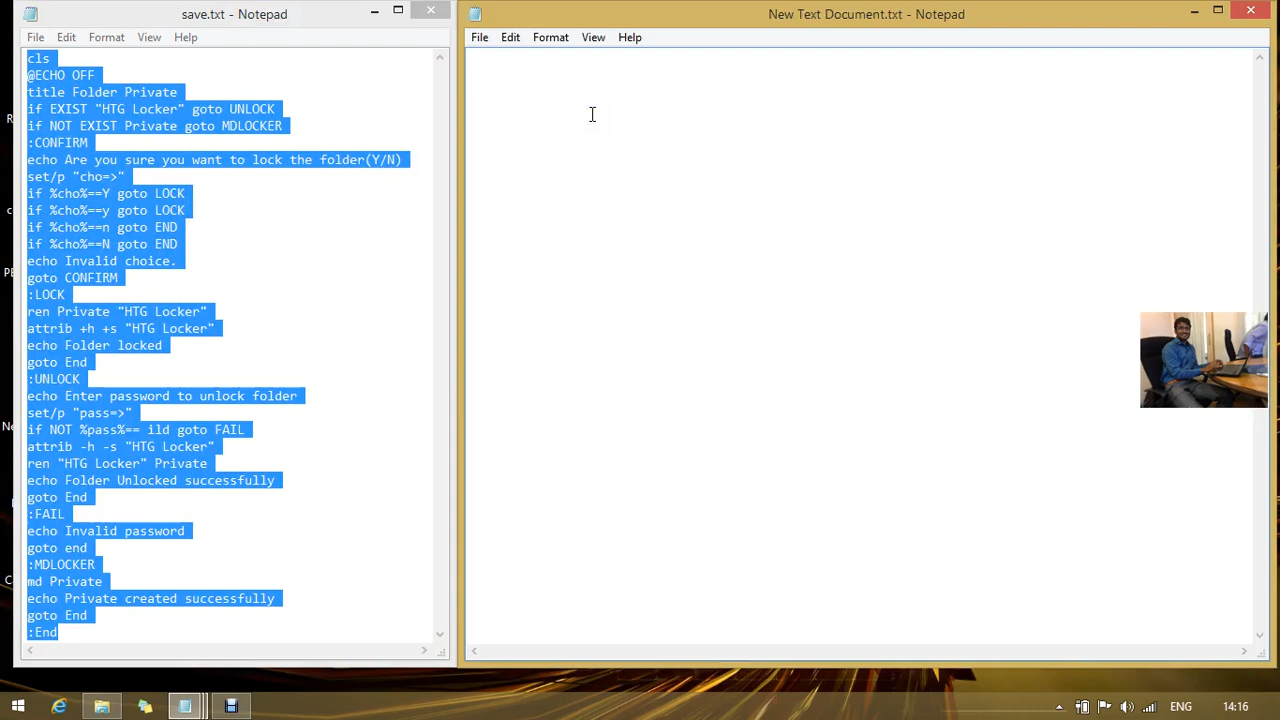 save.txt - Notepad
File Edit Format View Help
cls
@ECHO OFF
title Folder Private
if EXIST "HTG Locker" goto UNLOCK
if NOT EXIST Private goto MDLOCKER
:CONFIRM
echo Are you sure you want to lock the folder(Y/N)
set/p "cho=>"
if %cho%==Y goto LOCK
if %cho%==y goto LOCK
if %cho%==n goto END
if %cho%==N goto END
echo Invalid choice.
goto CONFIRM
:LOCK
ren Private "HTG Locker"
attrib +h +s "HTG Locker"
echo Folder locked
goto End
:UNLOCK
echo Enter password to unlock folder
set/p "pass=>"
if NOT %pass%== ild goto FAIL
attrib -h -s "HTG Locker"
ren "HTG Locker" Private
echo Folder Unlocked successfully
goto End
:FAIL
echo Invalid password
goto end
:MDLOCKER
md Private
echo Private created successfully
goto End
:End
New Text Document.txt - Notepad
File Edit Format View Help
ENG
14:16